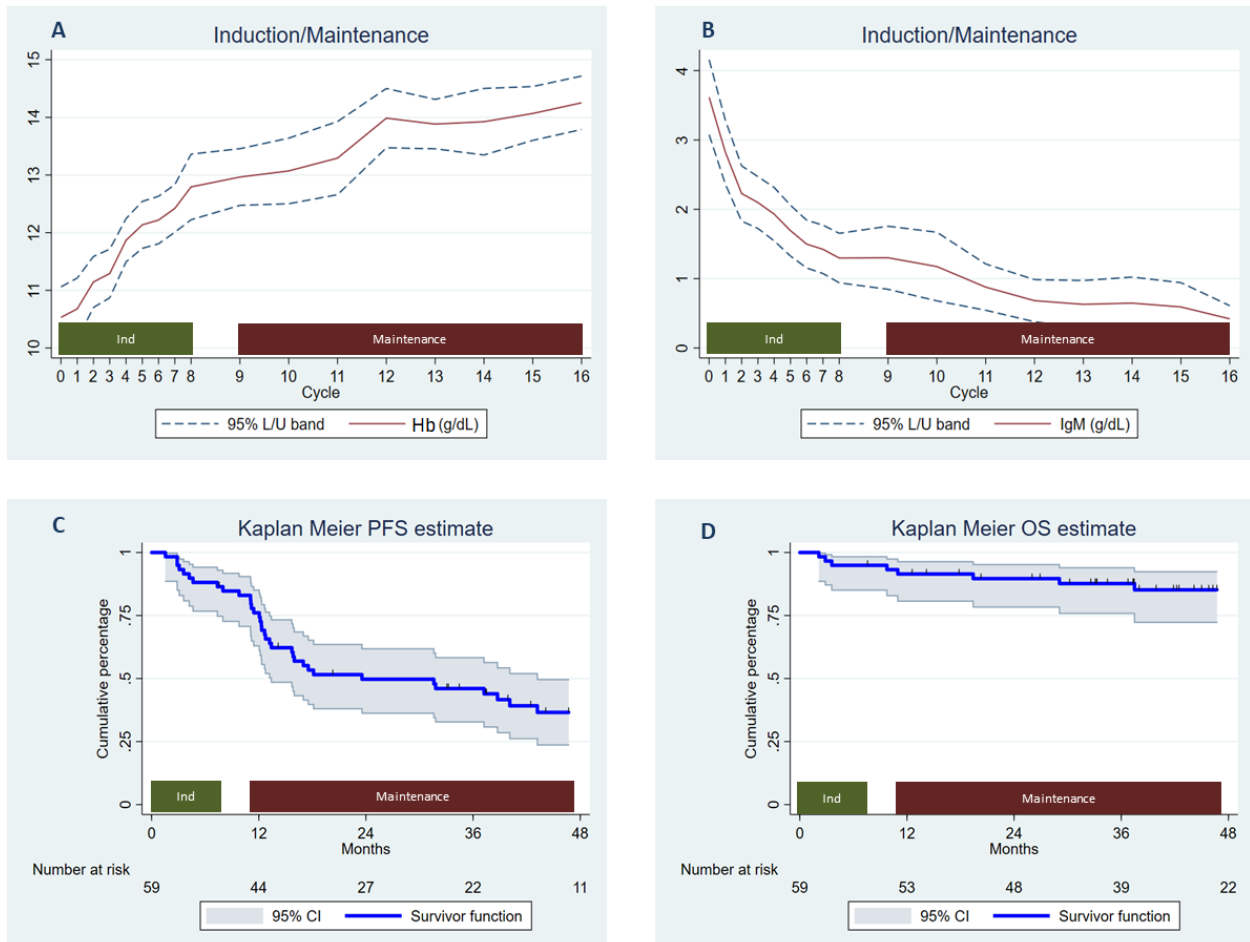 A
Induction/Maintenance
15
14
13
12
11
10
Ind
Maintenance
0 1 2 3 4 5 6 7 8 9 10 11 12 13 14 15 16
Cycle
95% L/U band Hb (g/dL)
B
Induction/Maintenance
4
3
2
1
0
Ind
Maintenance
0 1 2 3 4 5 6 7 8 9 10 11 12 13 14 15 16
Cycle
95% L/U band IgM (g/dL)
C
Kaplan Meier PFS estimate
Cumulative percentage
1
.75
.5
.25
0
Ind
Maintenance
0 12 24 36 48
Months
Number at risk
59 44 27 22 11
95% CI Survivor function
D
Kaplan Meier OS estimate
Cumulative percentage
1
.75
.5
.25
0
Ind
Maintenance
0 12 24 36 48
Months
Number at risk
59 53 48 39 22
95% CI Survivor function